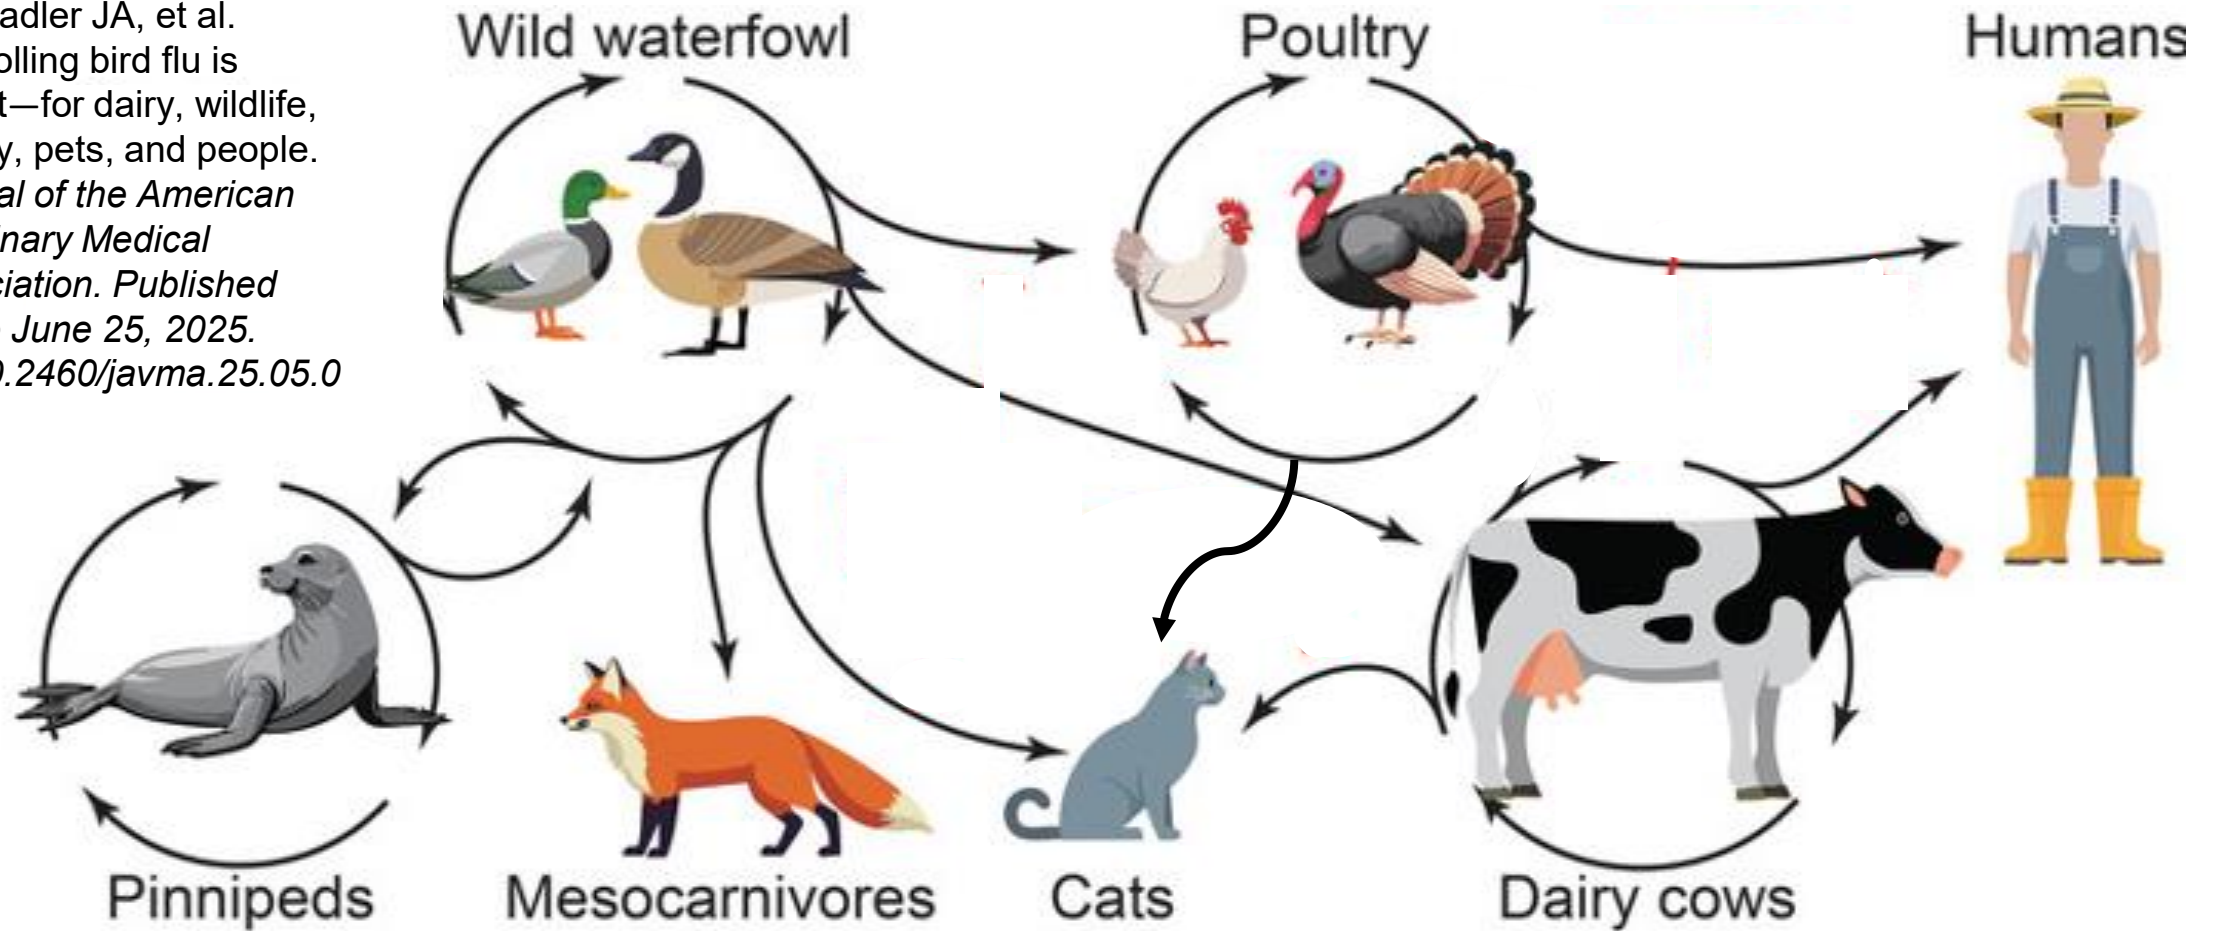 adler JA, et al.
olling bird flu is
t—for dairy, wildlife,
y, pets, and people.
al of the American
inary Medical
ciation. Published
June 25, 2025.
0.2460/javma.25.05.0
Wild waterfowl
Poultry
Humans
Pinnipeds
Mesocarnivores
Cats
Dairy cows